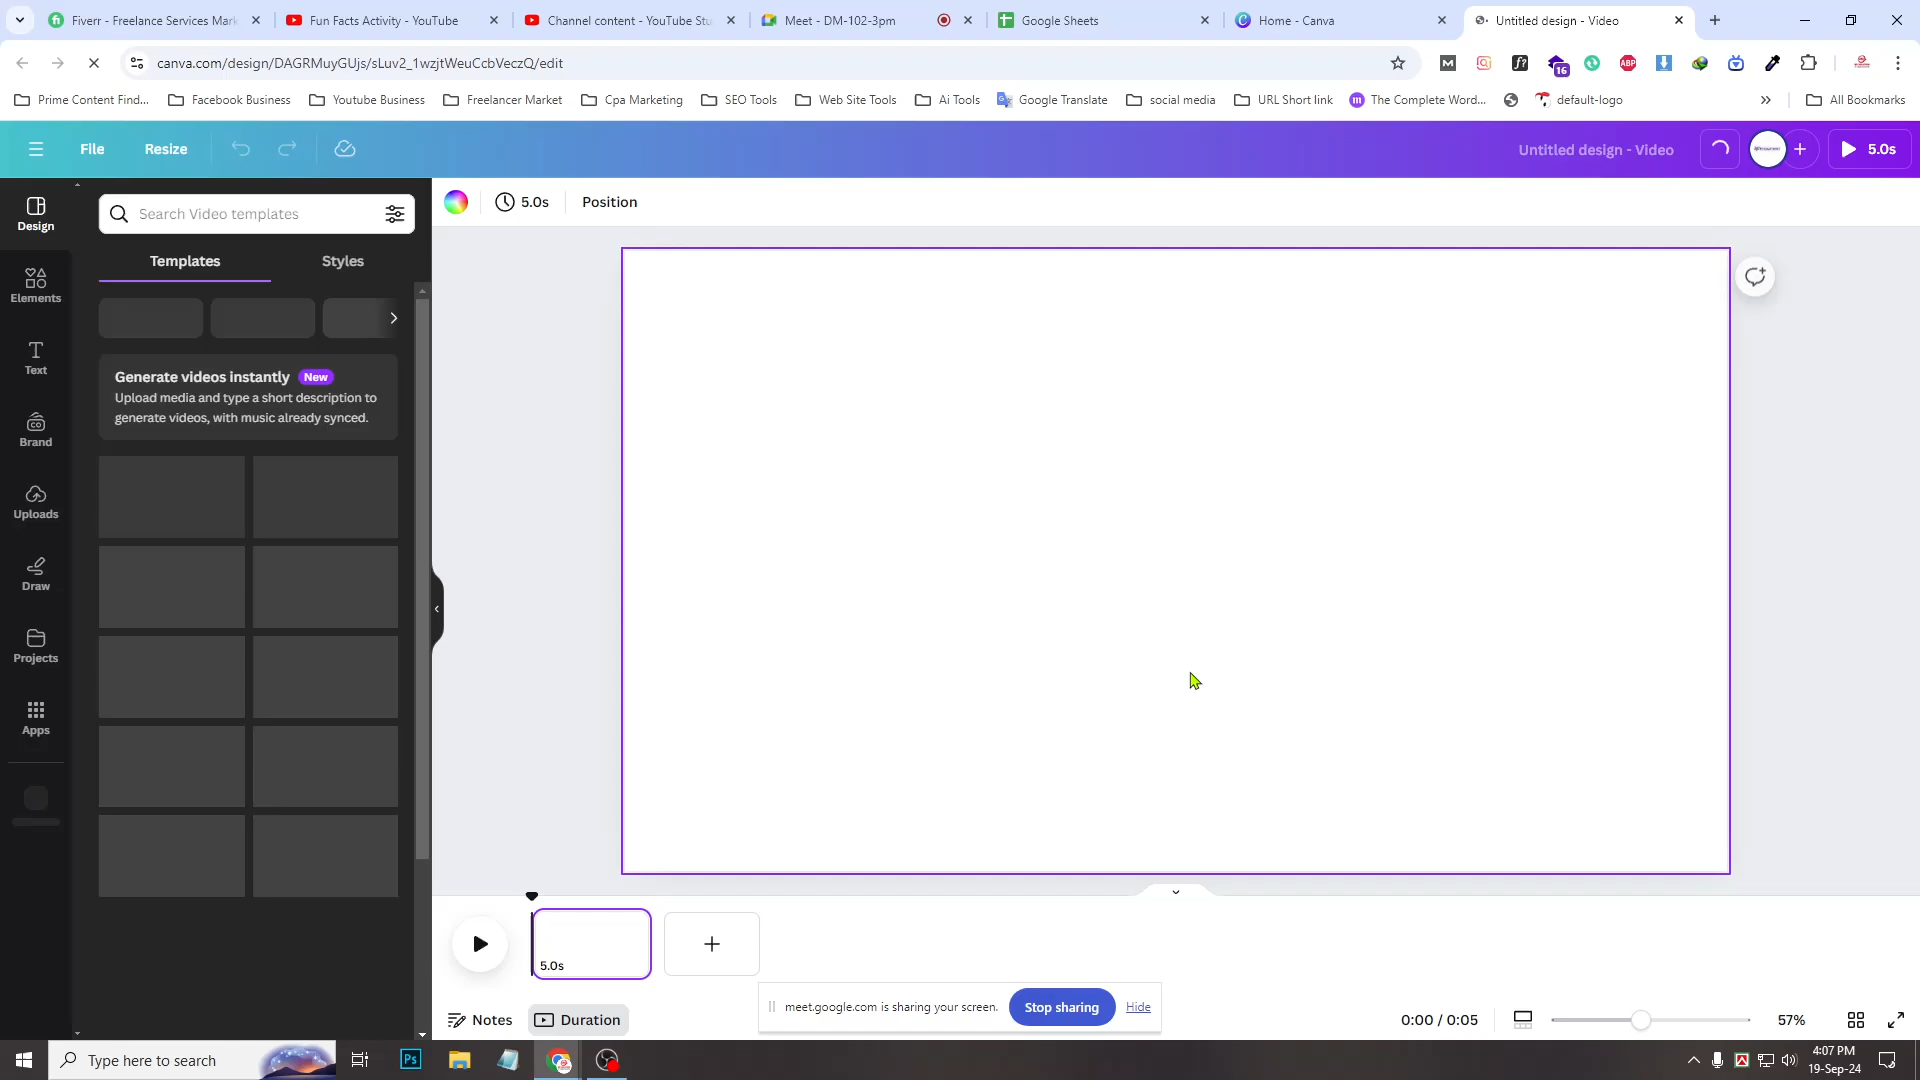 Fiverr - Freelance Services Mark
Fun Facts Activity - YouTube
Channel content - YouTube Stu
Meet - DM-102-3pm
Google Sheets
Home - Canva
Untitled design - Video
canva.com/design/DAGRMuyGUjs/sLuv2_1wzjtWeuCcbVeczQ/edit
16
ABP
Prime Content Find...
Facebook Business
Youtube Business
Freelancer Market
Cpa Marketing
SEO Tools
Web Site Tools
Ai Tools
Google Translate
social media
URL Short link
The Complete Word...
default-logo
All Bookmarks
File
Resize
Untitled design - Video
5.0s
Design
Search Video templates
5.0s
Position
Templates
Styles
Elements
Text
Generate videos instantly New
Upload media and type a short description to
generate videos, with music already synced.
Brand
Uploads
Draw
Projects
Apps
5.0s
Notes
Duration
meet.google.com is sharing your screen.
Stop sharing
Hide
0:00 / 0:05
57%
Type here to search
Ps
4:07 PM
19-Sep-24